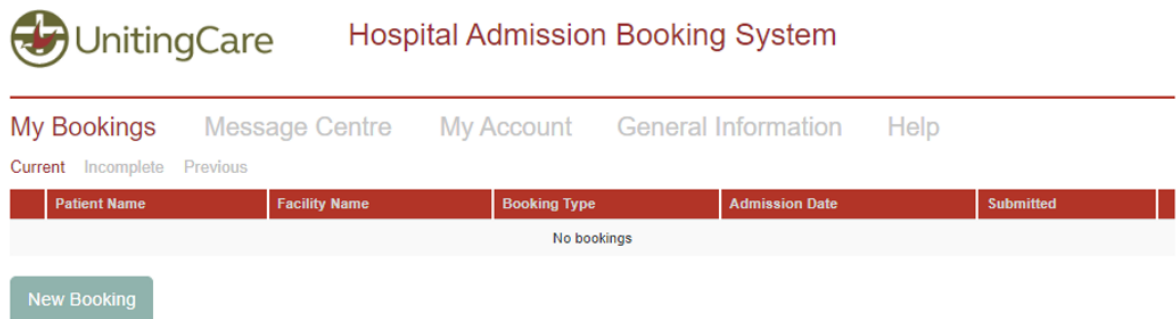 UnitingCare Hospital Admission Booking System
My Bookings Message Centre My Account General Information Help
Current Incomplete Previous
Patient Name Facility Name Booking Type Admission Date Submitted
No bookings
New Booking